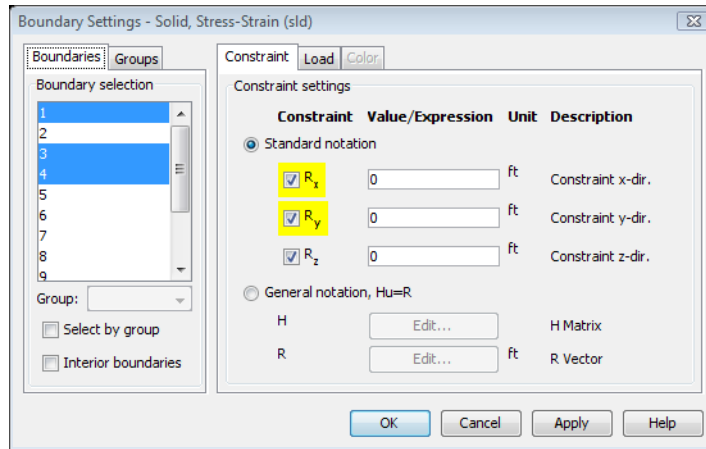 Boundary Settings - Solid, Stress-Strain (sld)
Boundaries Groups
Boundary selection
1
2
3
4
5
6
7
8
9
Group:
Select by group
Interior boundaries
Constraint Load Color
Constraint settings
Constraint Value/Expression Unit Description
Standard notation
Rx 0 ft Constraint x-dir.
Ry 0 ft Constraint y-dir.
Rz 0 ft Constraint z-dir.
General notation, Hu=R
H Edit... H Matrix
R Edit... ft R Vector
OK Cancel Apply Help